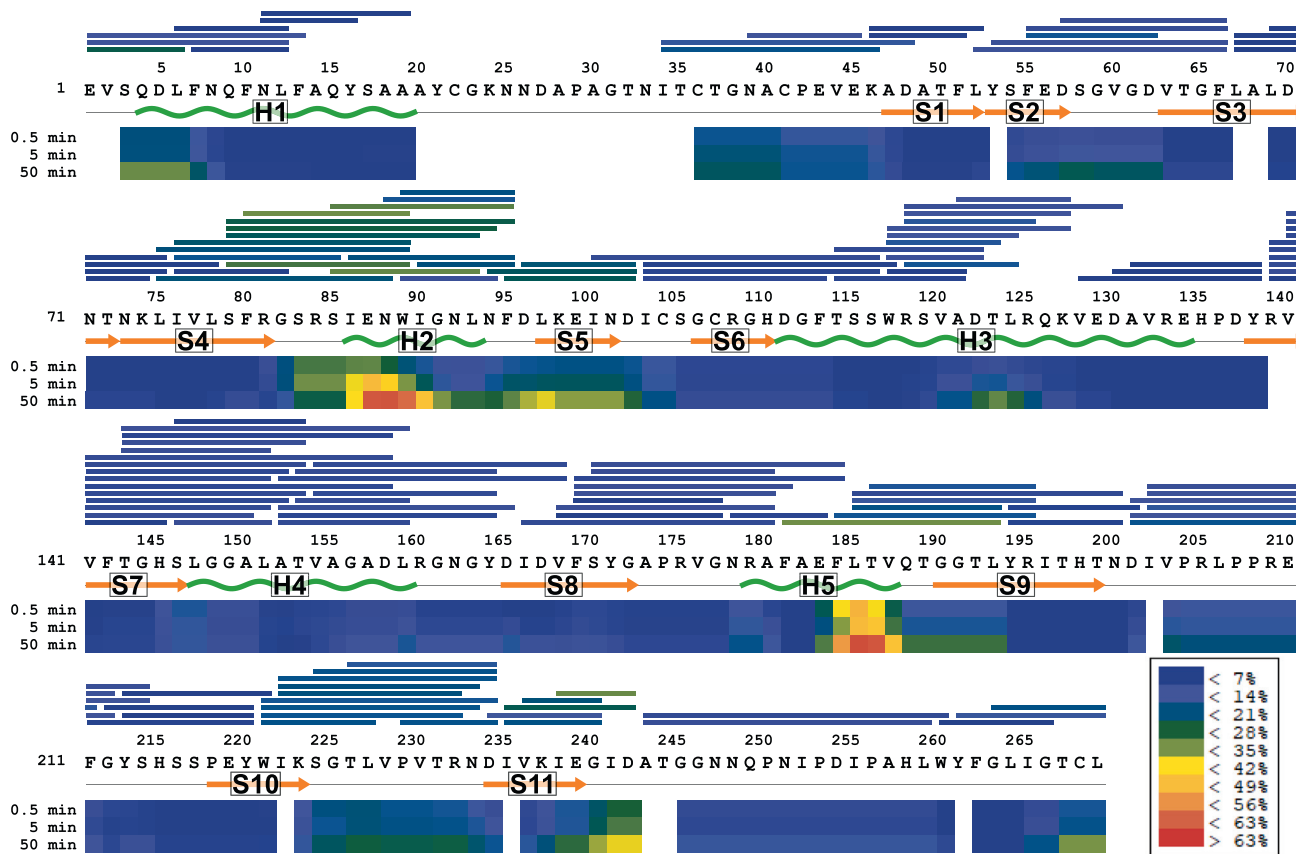 5 10 15 20 25 30 35 40 45 50 55 60 65 70
1 E V S Q D L F N Q F N L F A Q Y S A A A Y C G K N N D A P A G T N I T C T G N A C P E V E K A D A T F L Y S F E D S G V G D V T G F L A L D
H1 S1 S2 S3
0.5 min
5 min
50 min
75 80 85 90 95 100 105 110 115 120 125 130 135 140
71 N T N K L I V L S F R G S R S I E N W I G N L N F D L K E I N D I C S G C R G H D G F T S S W R S V A D T L R Q K V E D A V R E H P D Y R V
S4 H2 S5 S6 H3
0.5 min
5 min
50 min
145 150 155 160 165 170 175 180 185 190 195 200 205 210
141 V F T G H S L G G A L A T V A G A D L R G N G Y D I D V F S Y G A P R V G N R A F A E F L T V Q T G G T L Y R I T H T N D I V P R L P P R E
S7 H4 S8 H5 S9
0.5 min
5 min
50 min
215 220 225 230 235 240 245 250 255 260 265
211 F G Y S H S S P E Y W I K S G T L V P V T R N D I V K I E G I D A T G G N N Q P N I P D I P A H L W Y F G L I G T C L
S10 S11
0.5 min
5 min
50 min
< 7%
< 14%
< 21%
< 28%
< 35%
< 42%
< 49%
< 56%
< 63%
> 63%